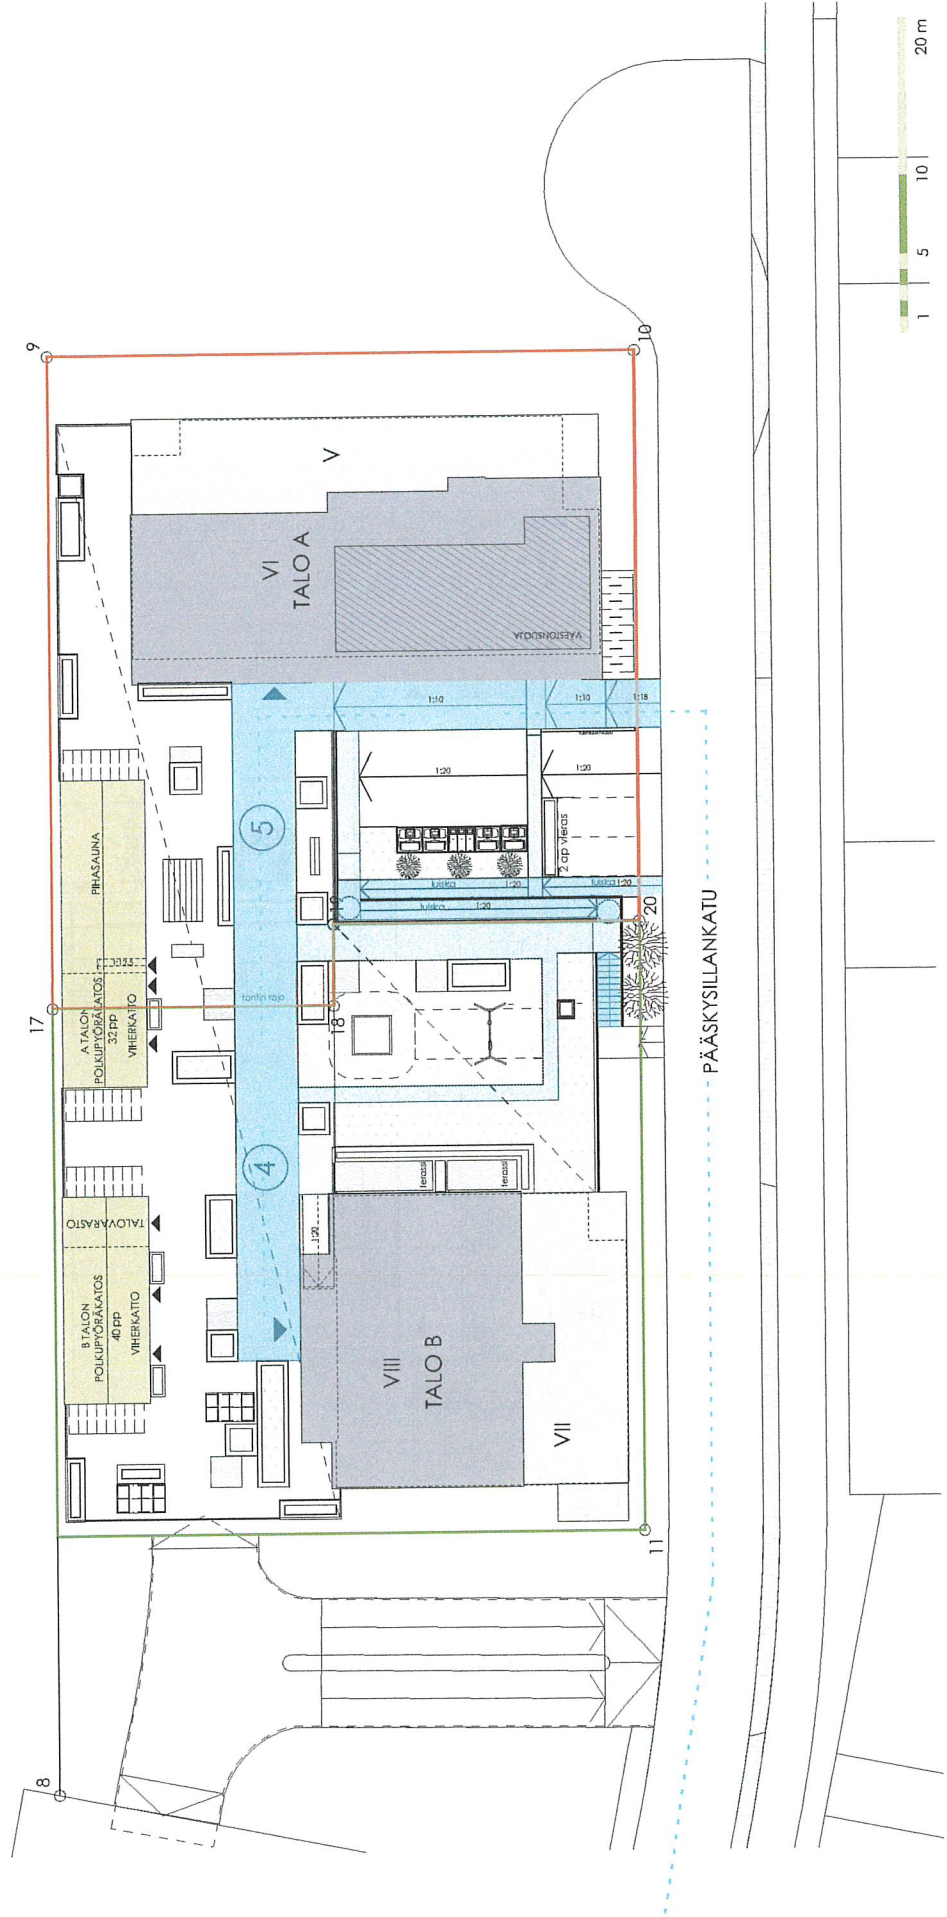 8
17
9
B TALON
POLKUPYÖRÄKATOS
40 pp
VIHERKATTO
TALOVARASTO
A TALON
POLKUPYÖRÄKATOS
32 pp
VIHERKATTO
PIHASAUNA
4
tontin raja
5
1:20
18
19
VIII
TALO B
VII
terassi
terassi
VI
TALO A
V
VÄESTÖNSUOJA
1:10
1:10
1:18
1:20
1:20
2 ap vieras
luiska
1:20
luiska
1:20
luiska
1:20
11
20
10
PÄÄSKYSILLANKATU
1
5
10
20 m